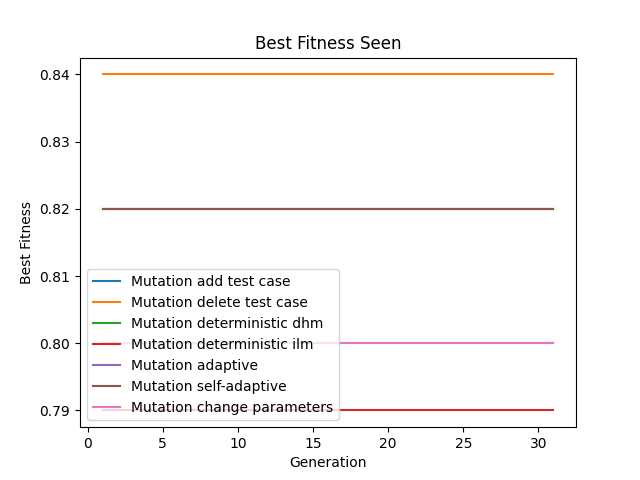 Best Fitness Seen
0.84
0.83
0.82
0.81
0.80
0.79
Best Fitness
Mutation add test case
Mutation delete test case
Mutation deterministic dhm
Mutation deterministic ilm
Mutation adaptive
Mutation self-adaptive
Mutation change parameters
0 5 10 15 20 25 30
Generation